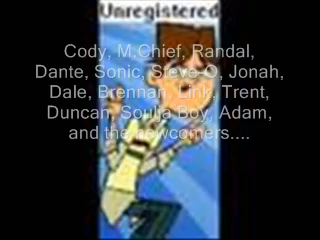 Unregistered
Cody, M.Chief, Randal,
Dante, Sonic, Steve-O, Jonah,
Dale, Brennan, Link, Trent,
Duncan, Soulja Boy, Adam,
and the newcomers....